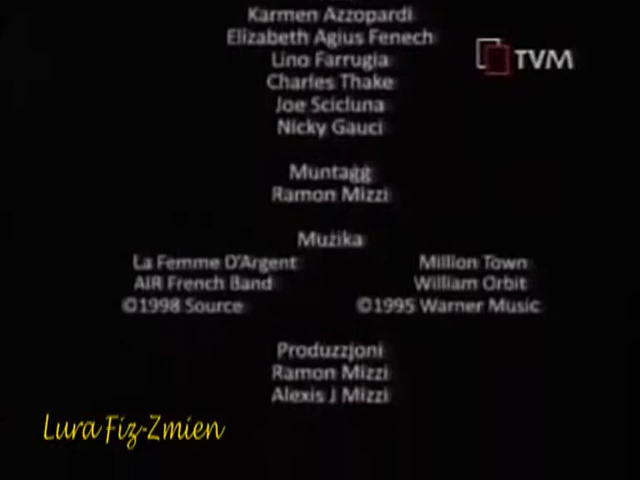 Karmen Azzopardi
Elizabeth Agius Fenech
Lino Farrugia
Charles Thake
Joe Scicluna
Nicky Gauci
TVM
Muntaġġ
Ramon Mizzi
Mużika
La Femme D'Argent
AIR French Band
©1998 Source
Million Town
William Orbit
©1995 Warner Music
Produzzjoni
Ramon Mizzi
Alexis J Mizzi
Lura Fiz-Zmien